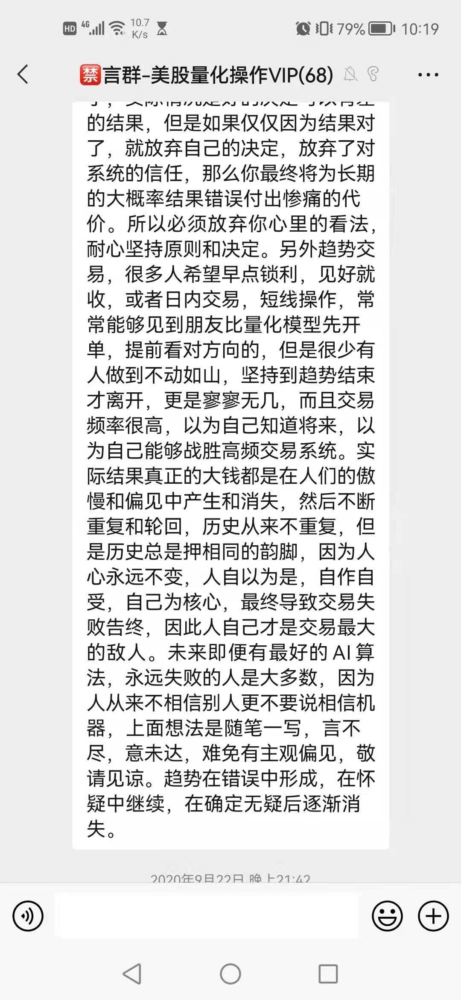 HD 4G 10.7 K/s 79% 10:19
禁言群-美股量化操作VIP(68)
的结果，但是如果仅仅因为结果对
了，就放弃自己的决定，放弃了对
系统的信任，那么你最终将为长期
的大概率结果错误付出惨痛的代
价。所以必须放弃你心里的看法，
耐心坚持原则和决定。另外趋势交
易，很多人希望早点锁利，见好就
收，或者日内交易，短线操作，常
常能够见到朋友比量化模型先开
单，提前看对方向的，但是很少有
人做到不动如山，坚持到趋势结束
才离开，更是寥寥无几，而且交易
频率很高，以为自己知道将来，以
为自己能够战胜高频交易系统。实
际结果真正的大钱都是在人们的傲
慢和偏见中产生和消失，然后不断
重复和轮回，历史从来不重复，但
是历史总是押相同的韵脚，因为人
心永远不变，人自以为是，自作自
受，自己为核心，最终导致交易失
败告终，因此人自己才是交易最大
的敌人。未来即便有最好的AI算
法，永远失败的人是大多数，因为
人从来不相信别人更不要说相信机
器，上面想法是随笔一写，言不
尽，意未达，难免有主观偏见，敬
请见谅。趋势在错误中形成，在怀
疑中继续，在确定无疑后逐渐消
失。
2020年9月22日 晚上21:42